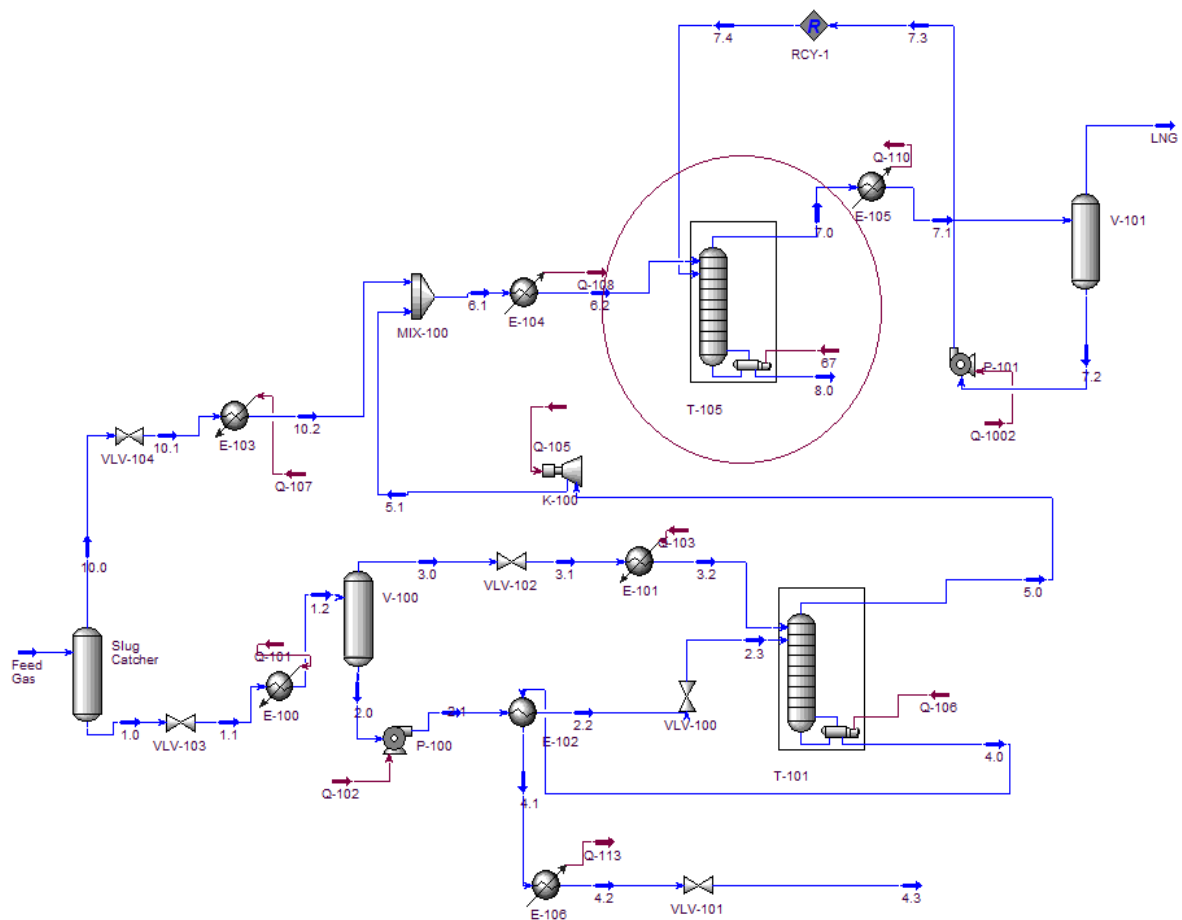 7.4
RCY-1
7.3
LNG
Q-110
E-105
7.0
7.1
V-101
MIX-100
6.1
E-104
Q-108
6.2
67
8.0
T-105
P-101
7.2
Q-1002
VLV-104
10.1
E-103
10.2
Q-107
Q-105
K-100
5.1
10.0
3.0
VLV-102
3.1
Q-103
E-101
3.2
5.0
V-100
1.2
Feed
Gas
Slug
Catcher
Q-101
E-100
1.0
VLV-103
1.1
2.0
P-100
2.1
E-102
2.2
VLV-100
2.3
Q-106
4.0
T-101
Q-102
4.1
Q-113
E-106
4.2
VLV-101
4.3